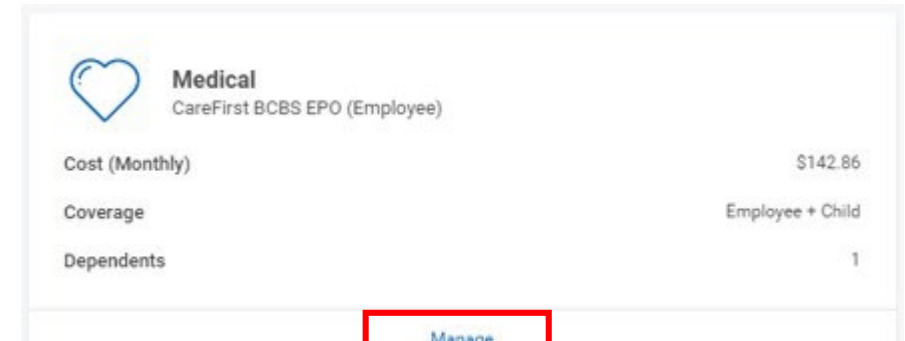 Medical
CareFirst BCBS EPO (Employee)
Cost (Monthly) $142.86
Coverage Employee + Child
Dependents 1
Manage